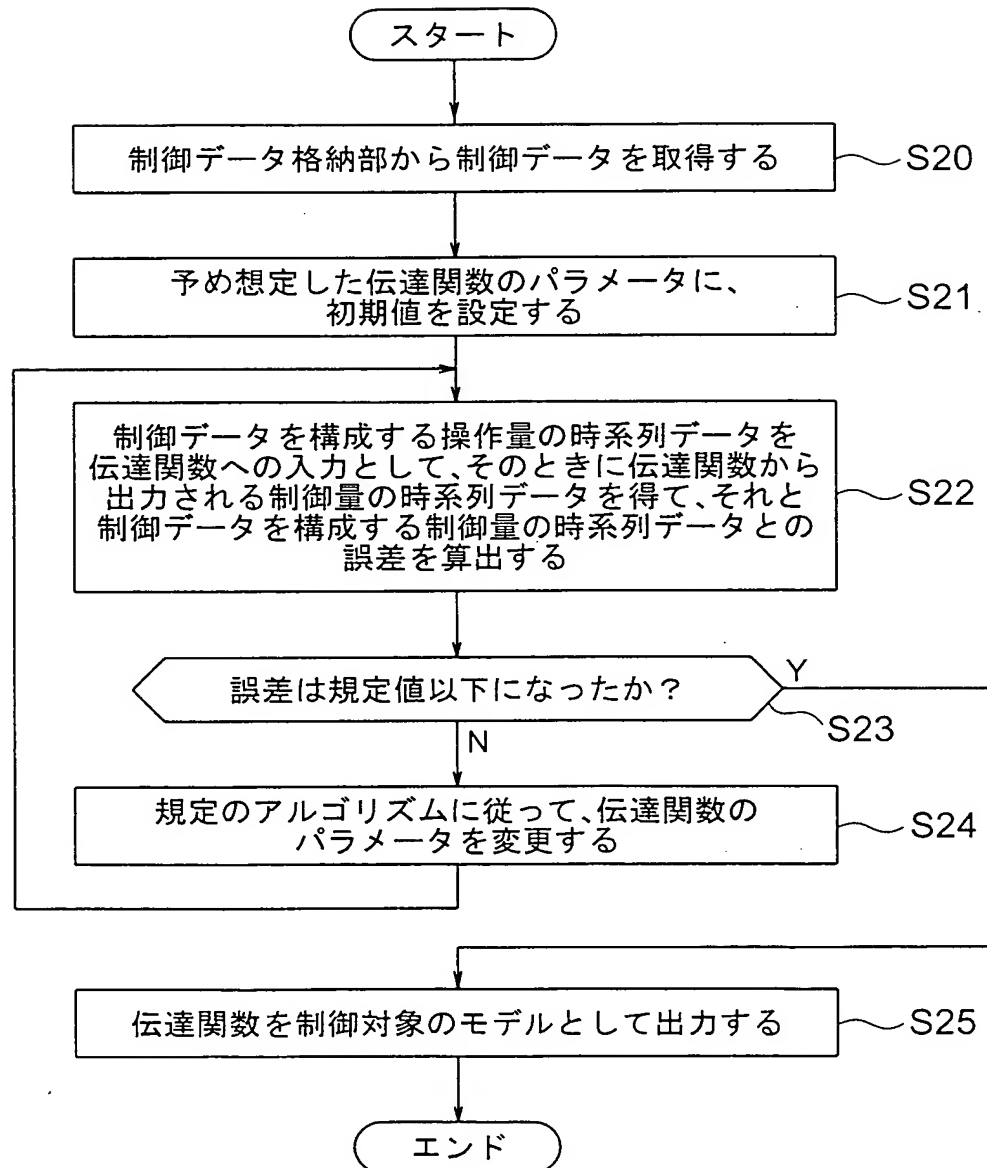 スタート
制御データ格納部から制御データを取得する
S20
予め想定した伝達関数のパラメータに、
初期値を設定する
S21
制御データを構成する操作量の時系列データを
伝達関数への入力として、そのときに伝達関数から
出力される制御量の時系列データを得て、それと
制御データを構成する制御量の時系列データとの
誤差を算出する
S22
誤差は規定値以下になったか?
Y
S23
N
規定のアルゴリズムに従って、伝達関数の
パラメータを変更する
S24
伝達関数を制御対象のモデルとして出力する
S25
エンド